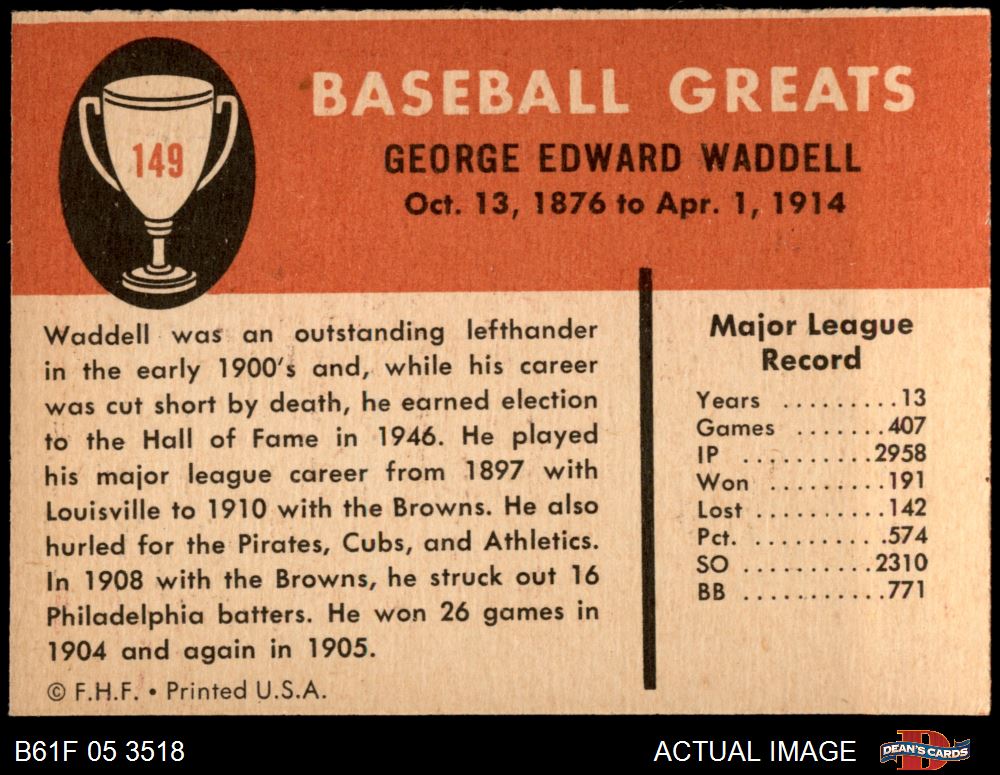 149
BASEBALL GREATS
GEORGE EDWARD WADDELL
Oct. 13, 1876 to Apr. 1, 1914
Waddell was an outstanding lefthander
in the early 1900's and, while his career
was cut short by death, he earned election
to the Hall of Fame in 1946. He played
his major league career from 1897 with
Louisville to 1910 with the Browns. He also
hurled for the Pirates, Cubs, and Athletics.
In 1908 with the Browns, he struck out 16
Philadelphia batters. He won 26 games in
1904 and again in 1905.
© F.H.F. • Printed U.S.A.
Major League
Record
Years .........13
Games .......407
IP ..........2958
Won .........191
Lost ..........142
Pct. ..........574
SO ..........2310
BB ...........771
B61F 05 3518
ACTUAL IMAGE
DEAN'S CARDS